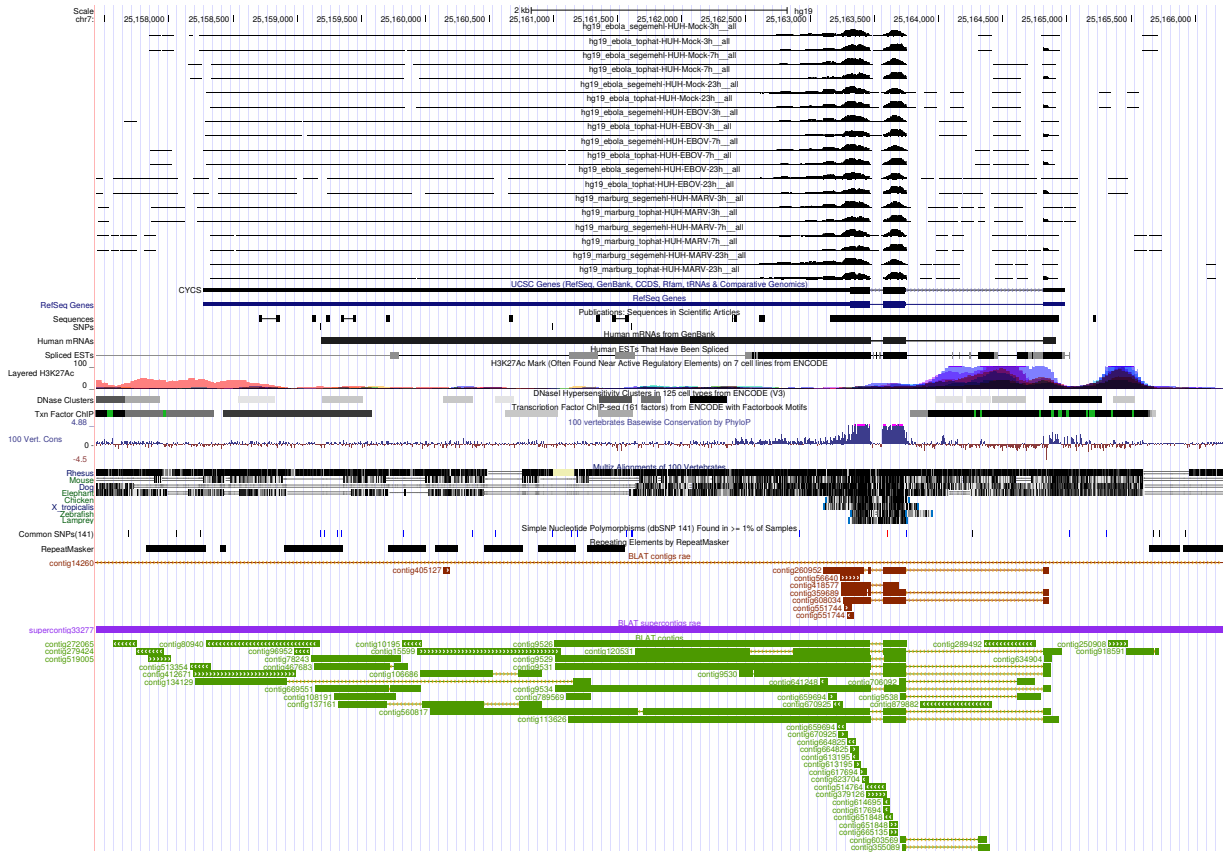 Scale 2 kb hg19
chr7: 25,158,000 25,158,500 25,159,000 25,159,500 25,160,000 25,160,500 25,161,000 25,161,500 25,162,000 25,162,500 25,163,000 25,163,500 25,164,000 25,164,500 25,165,000 25,165,500 25,166,000
hg19_ebola_segemehl-HUH-Mock-3h__all
hg19_ebola_tophat-HUH-Mock-3h__all
hg19_ebola_segemehl-HUH-Mock-7h__all
hg19_ebola_tophat-HUH-Mock-7h__all
hg19_ebola_segemehl-HUH-Mock-23h__all
hg19_ebola_tophat-HUH-Mock-23h__all
hg19_ebola_segemehl-HUH-EBOV-3h__all
hg19_ebola_tophat-HUH-EBOV-3h__all
hg19_ebola_segemehl-HUH-EBOV-7h__all
hg19_ebola_tophat-HUH-EBOV-7h__all
hg19_ebola_segemehl-HUH-EBOV-23h__all
hg19_ebola_tophat-HUH-EBOV-23h__all
hg19_marburg_segemehl-HUH-MARV-3h__all
hg19_marburg_tophat-HUH-MARV-3h__all
hg19_marburg_segemehl-HUH-MARV-7h__all
hg19_marburg_tophat-HUH-MARV-7h__all
hg19_marburg_segemehl-HUH-MARV-23h__all
hg19_marburg_tophat-HUH-MARV-23h__all
UCSC Genes (RefSeq, GenBank, CCDS, Rfam, tRNAs & Comparative Genomics)
CYCS
RefSeq Genes
RefSeq Genes
Publications: Sequences in Scientific Articles
Sequences
SNPs
Human mRNAs from GenBank
Human mRNAs
Human ESTs That Have Been Spliced
Spliced ESTs
H3K27Ac Mark (Often Found Near Active Regulatory Elements) on 7 cell lines from ENCODE
100
Layered H3K27Ac
0
DNaseI Hypersensitivity Clusters in 125 cell types from ENCODE (V3)
DNase Clusters
Transcription Factor ChIP-seq (161 factors) from ENCODE with Factorbook Motifs
Txn Factor ChIP
4.88
100 vertebrates Basewise Conservation by PhyloP
100 Vert. Cons
0
-4.5
Multiz Alignments of 100 Vertebrates
Rhesus
Mouse
Dog
Elephant
Chicken
X_tropicalis
Zebrafish
Lamprey
Simple Nucleotide Polymorphisms (dbSNP 141) Found in >= 1% of Samples
Common SNPs(141)
Repeating Elements by RepeatMasker
RepeatMasker
BLAT contigs rae
contig14260
contig405127 contig260952
contig56640
contig418577
contig359689
contig608034
contig551744
contig551744
BLAT supercontigs rae
supercontig33277
BLAT contigs
contig272065 contig80940 contig10195 contig9526 contig289492 contig250908
contig279424 contig96952 contig15599 contig120531 contig918591
contig519005 contig78243 contig9529 contig634904
contig513354 contig467683 contig9531
contig412671 contig106686 contig9530
contig134129 contig641248 contig706092
contig669551 contig9534
contig108191 contig789569 contig659694 contig9538
contig137161 contig670925 contig879882
contig560817
contig113626
contig659694
contig670925
contig664825
contig664825
contig613195
contig613195
contig617694
contig623704
contig514764
contig379126
contig614695
contig617694
contig651848
contig651848
contig665135
contig603569
contig355089